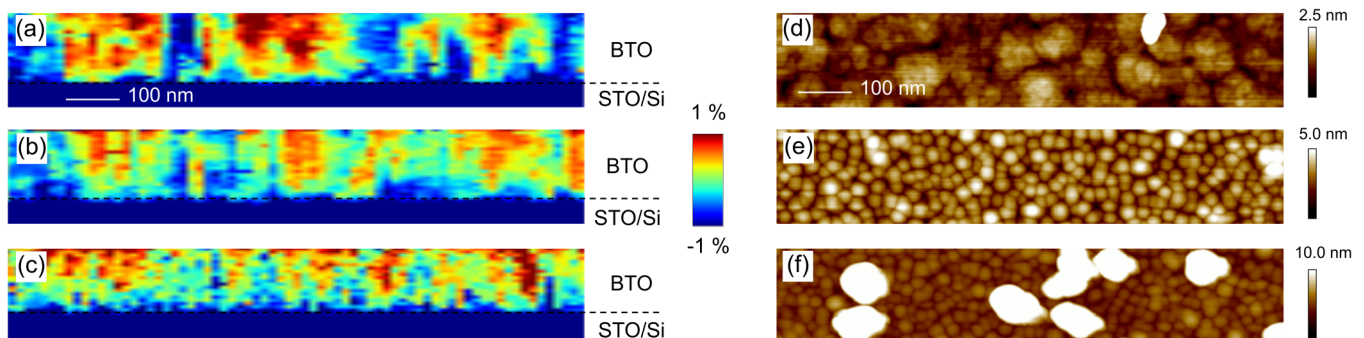 (a)
BTO
100 nm
STO/Si
(b)
BTO
STO/Si
(c)
BTO
STO/Si
1 %
-1 %
(d)
100 nm
2.5 nm
(e)
5.0 nm
(f)
10.0 nm